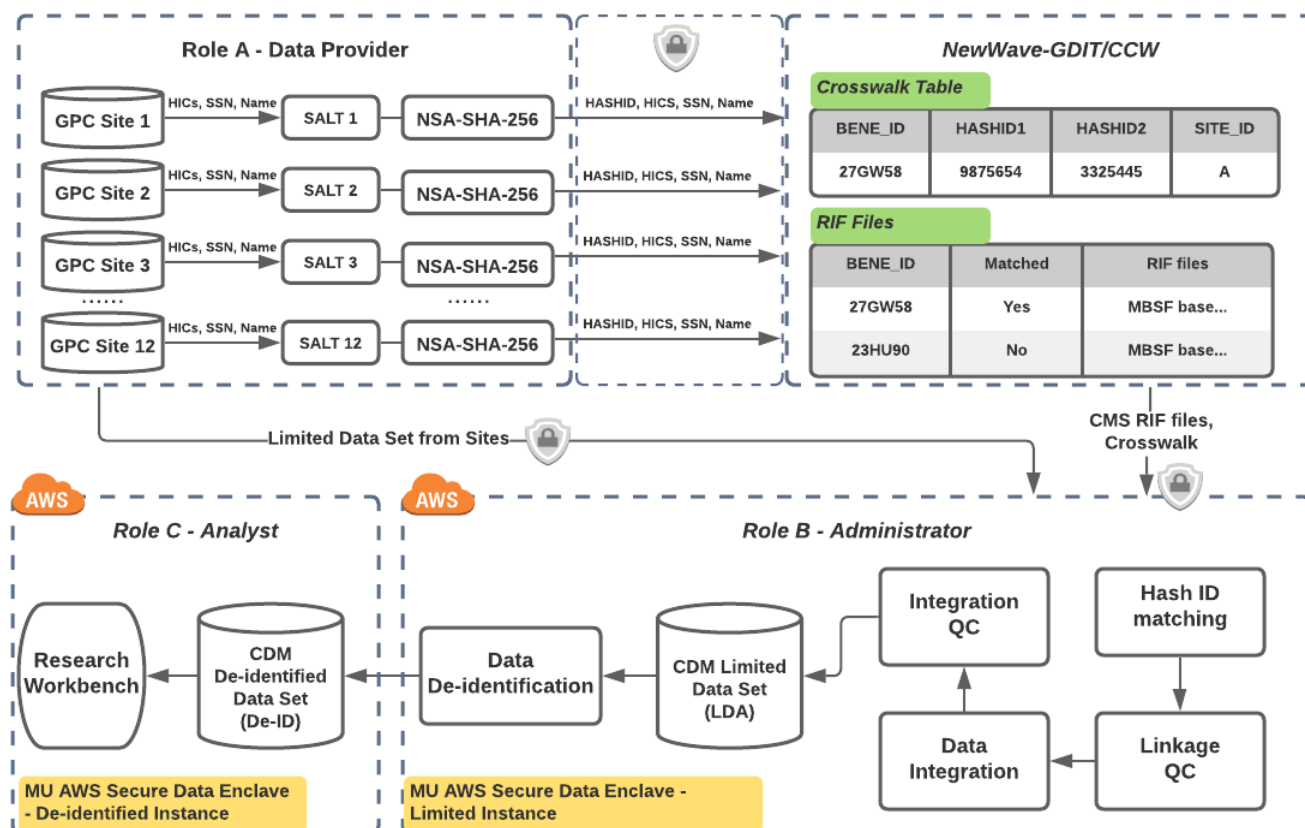 Role A - Data Provider
GPC Site 1
HICs, SSN, Name
SALT 1
NSA-SHA-256
HASHID, HICS, SSN, Name
GPC Site 2
HICs, SSN, Name
SALT 2
NSA-SHA-256
HASHID, HICS, SSN, Name
GPC Site 3
HICs, SSN, Name
SALT 3
NSA-SHA-256
HASHID, HICS, SSN, Name
......
......
GPC Site 12
HICs, SSN, Name
SALT 12
NSA-SHA-256
HASHID, HICS, SSN, Name
NewWave-GDIT/CCW
Crosswalk Table
BENE_ID HASHID1 HASHID2 SITE_ID
27GW58 9875654 3325445 A
RIF Files
BENE_ID Matched RIF files
27GW58 Yes MBSF base...
23HU90 No MBSF base...
Limited Data Set from Sites
CMS RIF files,
Crosswalk
AWS
Role C - Analyst
Research
Workbench
CDM
De-identified
Data Set
(De-ID)
MU AWS Secure Data Enclave
- De-identified Instance
AWS
Role B - Administrator
Data
De-identification
CDM Limited
Data Set
(LDA)
Integration
QC
Hash ID
matching
Data
Integration
Linkage
QC
MU AWS Secure Data Enclave -
Limited Instance